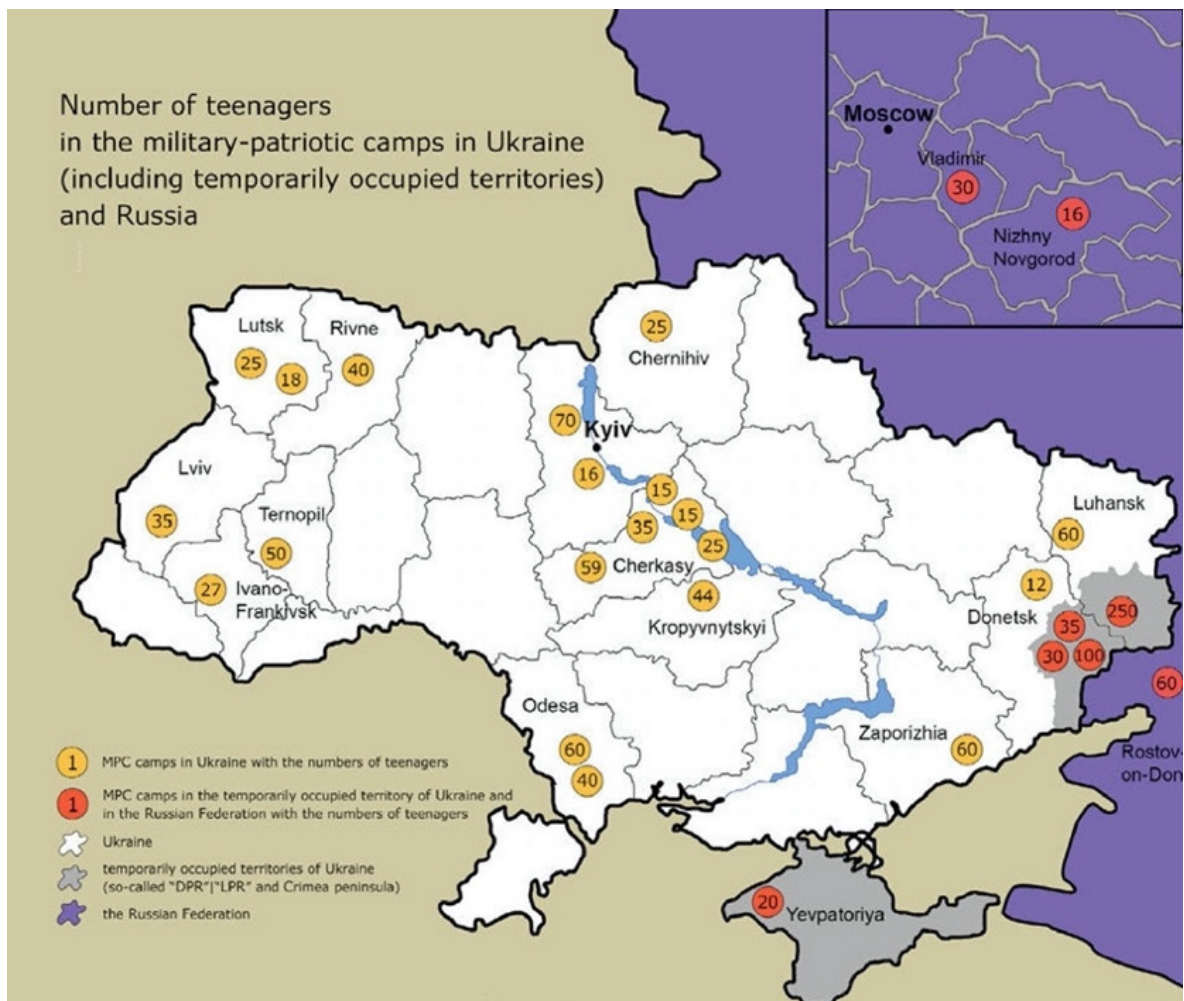 Number of teenagers
in the military-patriotic camps in Ukraine
(including temporarily occupied territories)
and Russia
Moscow
Vladimir
30
16
Nizhny
Novgorod
Lutsk
25
18
Rivne
40
25
Chernihiv
70
Kyiv
16
15
15
35
25
59
Cherkasy
44
Kropyvnytskyi
Lviv
35
Ternopil
50
27
Ivano-
Frankivsk
Luhansk
60
12
Donetsk
35
250
30
100
60
Rostov-
on-Don
Odesa
60
40
Zaporizhia
60
20
Yevpatoriya
1 MPC camps in Ukraine with the numbers of teenagers
1 MPC camps in the temporarily occupied territory of Ukraine and
in the Russian Federation with the numbers of teenagers
Ukraine
temporarily occupied territories of Ukraine
(so-called "DPR"|"LPR" and Crimea peninsula)
the Russian Federation